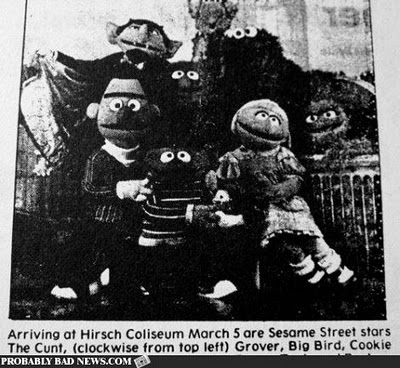 Arriving at Hirsch Coliseum March 5 are Sesame Street stars
The Cunt, (clockwise from top left) Grover, Big Bird, Cookie
PROBABLY BAD NEWS.COM